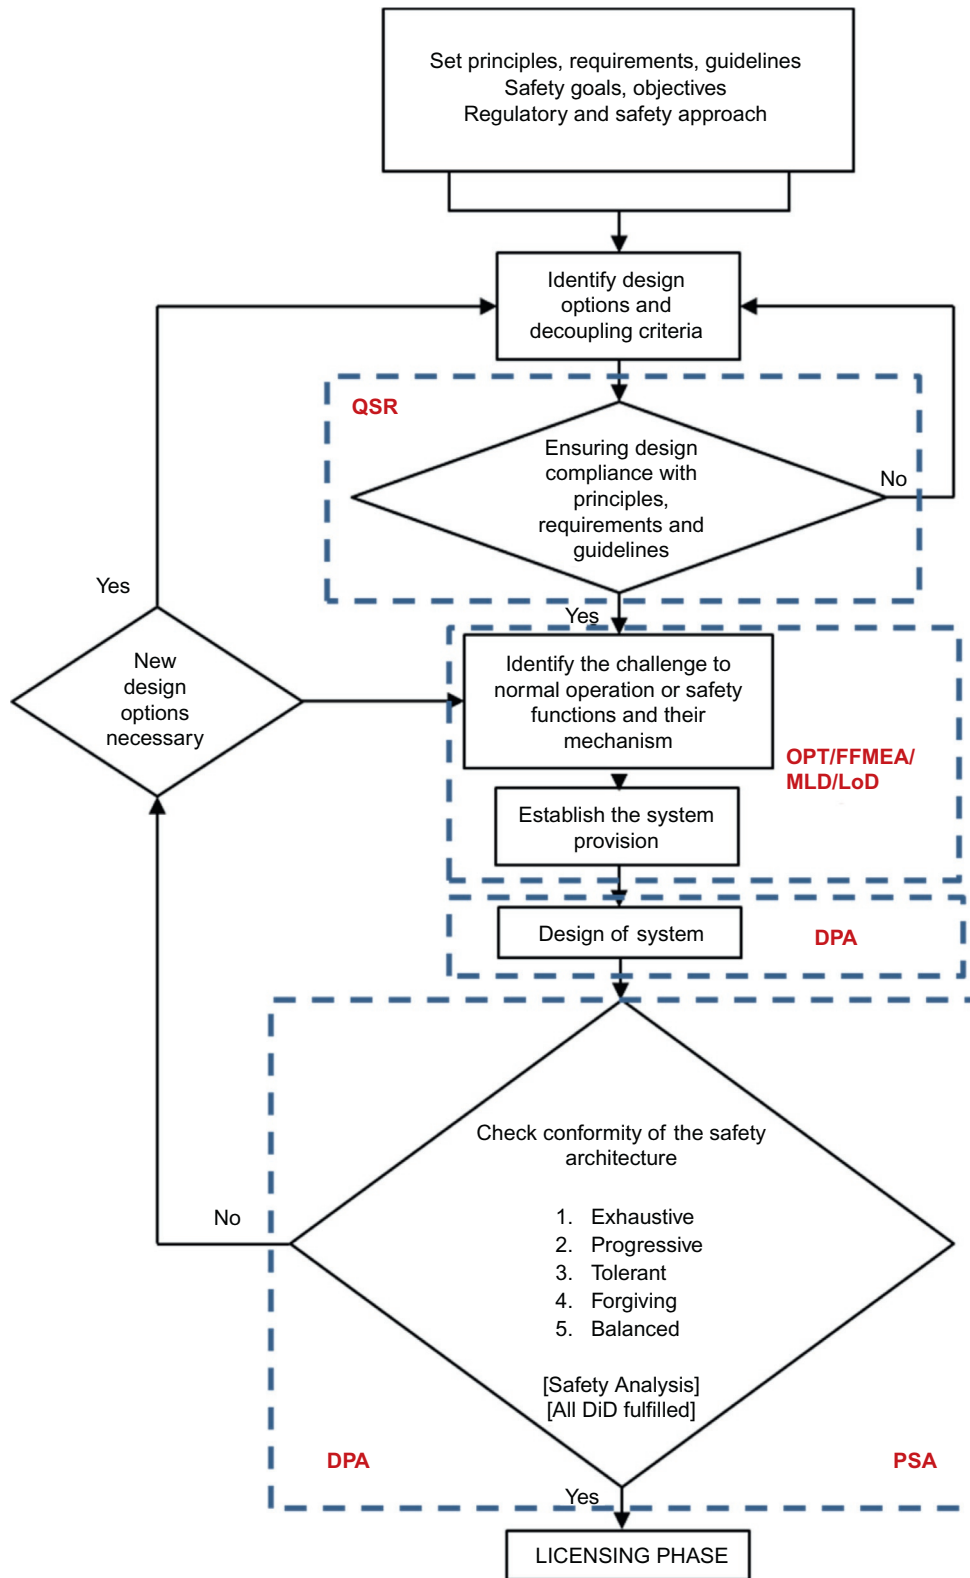 Set principles, requirements, guidelines
Safety goals, objectives
Regulatory and safety approach
Identify design
options and
decoupling criteria
QSR
Ensuring design
compliance with
principles,
requirements and
guidelines
No
Yes
Yes
New
design
options
necessary
Identify the challenge to
normal operation or safety
functions and their
mechanism
OPT/FFMEA/
MLD/LoD
Establish the system
provision
Design of system
DPA
Check conformity of the safety
architecture
1. Exhaustive
2. Progressive
3. Tolerant
4. Forgiving
5. Balanced
[Safety Analysis]
[All DiD fulfilled]
No
DPA
PSA
Yes
LICENSING PHASE